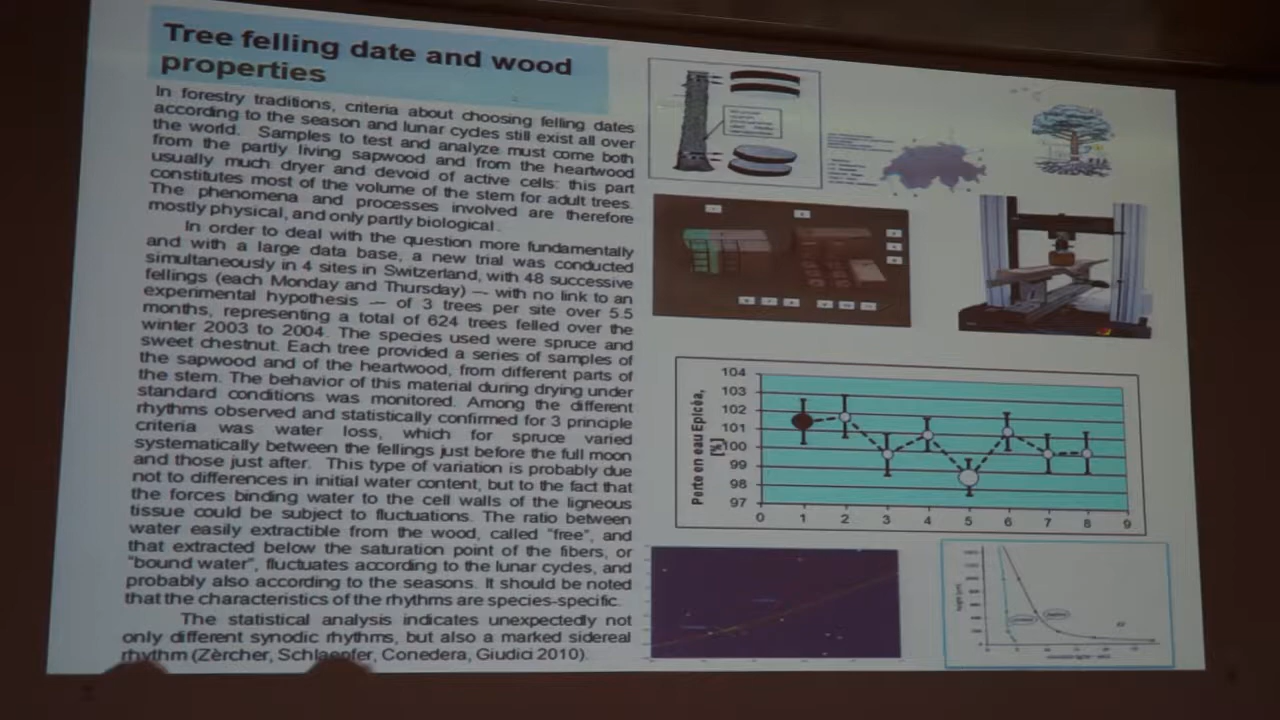 Tree felling date and wood
properties
In forestry traditions, criteria about choosing felling dates
according to the season and lunar cycles still exist all over
the world. Samples to test and analyze must come both
from the partly living sapwood and from the heartwood
usually much dryer and devoid of active cells: this part
constitutes most of the volume of the stem for adult trees.
The phenomena and processes involved are therefore
mostly physical, and only partly biological.
In order to deal with the question more fundamentally
and with a large data base, a new trial was conducted
simultaneously in 4 sites in Switzerland, with 48 successive
fellings (each Monday and Thursday) — with no link to an
experimental hypothesis — of 3 trees per site over 5.5
months, representing a total of 624 trees felled over the
winter 2003 to 2004. The species used were spruce and
sweet chestnut. Each tree provided a series of samples of
the sapwood and of the heartwood, from different parts of
the stem. The behavior of this material during drying under
standard conditions was monitored. Among the different
rhythms observed and statistically confirmed for 3 principle
criteria was water loss, which for spruce varied
systematically between the fellings just before the full moon
and those just after. This type of variation is probably due
not to differences in initial water content, but to the fact that
the forces binding water to the cell walls of the ligneous
tissue could be subject to fluctuations. The ratio between
water easily extractible from the wood, called "free", and
that extracted below the saturation point of the fibers, or
"bound water", fluctuates according to the lunar cycles, and
probably also according to the seasons. It should be noted
that the characteristics of the rhythms are species-specific.
The statistical analysis indicates unexpectedly not
only different synodic rhythms, but also a marked sidereal
rhythm (Zèrcher, Schlaepfer, Conedera, Giudici 2010).
Perte en eau Epicéa,
[%]
104
103
102
101
100
99
98
97
0 1 2 3 4 5 6 7 8 9